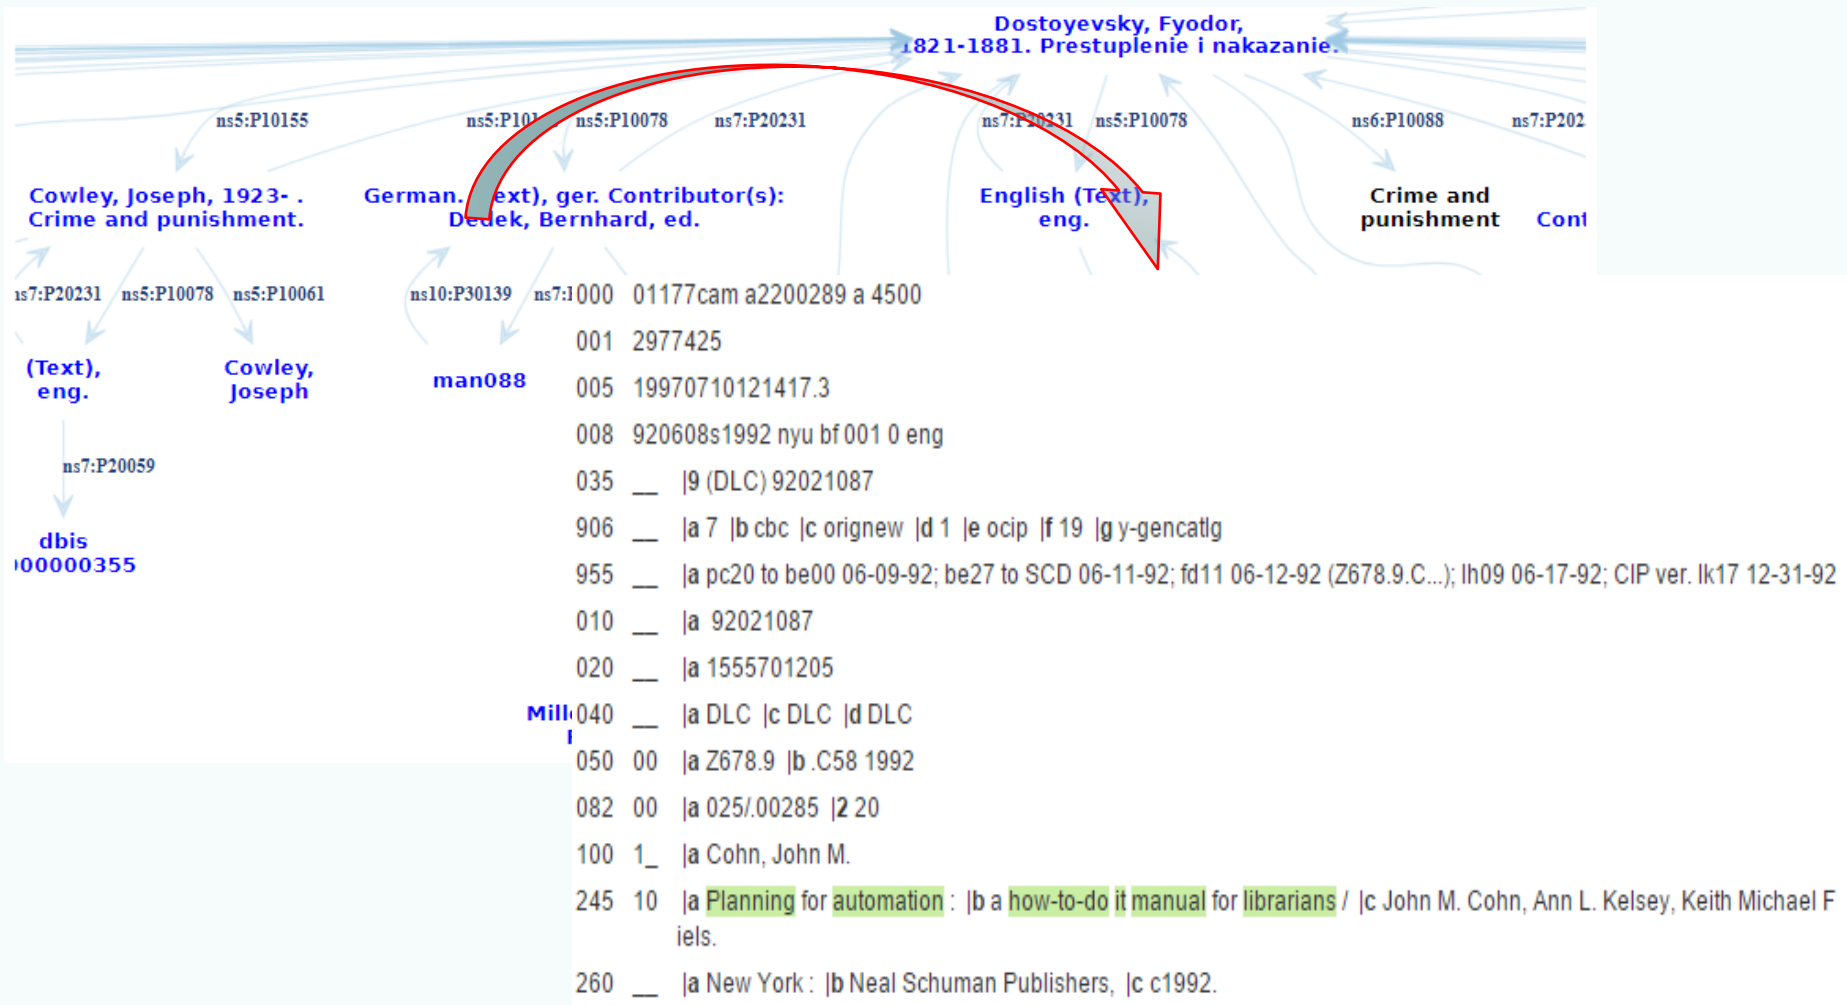 Dostoyevsky, Fyodor,
1821-1881. Prestuplenie i nakazanie.
ns5:P10155
ns5:P10078
ns7:P20231
ns7:P20231
ns5:P10078
ns6:P10088
ns7:P202
Cowley, Joseph, 1923- .
Crime and punishment.
German. ext), ger. Contributor(s):
Dedek, Bernhard, ed.
English (Text),
eng.
Crime and
punishment
Cont
s7:P20231
ns5:P10078
ns5:P10061
ns10:P30139
ns7:
(Text),
eng.
Cowley,
Joseph
man088
ns7:P20059
dbis
00000355
Mill
000 01177cam a2200289 a 4500
001 2977425
005 19970710121417.3
008 920608s1992 nyu bf 001 0 eng
035 __ |9 (DLC) 92021087
906 __ |a 7 |b cbc |c orignew |d 1 |e ocip |f 19 |g y-gencatlg
955 __ |a pc20 to be00 06-09-92; be27 to SCD 06-11-92; fd11 06-12-92 (Z678.9.C...); lh09 06-17-92; CIP ver. lk17 12-31-92
010 __ |a 92021087
020 __ |a 1555701205
040 __ |a DLC |c DLC |d DLC
050 00 |a Z678.9 |b .C58 1992
082 00 |a 025/.00285 |2 20
100 1_ |a Cohn, John M.
245 10 |a Planning for automation : |b a how-to-do it manual for librarians / |c John M. Cohn, Ann L. Kelsey, Keith Michael F
iels.
260 __ |a New York : |b Neal Schuman Publishers, |c c1992.